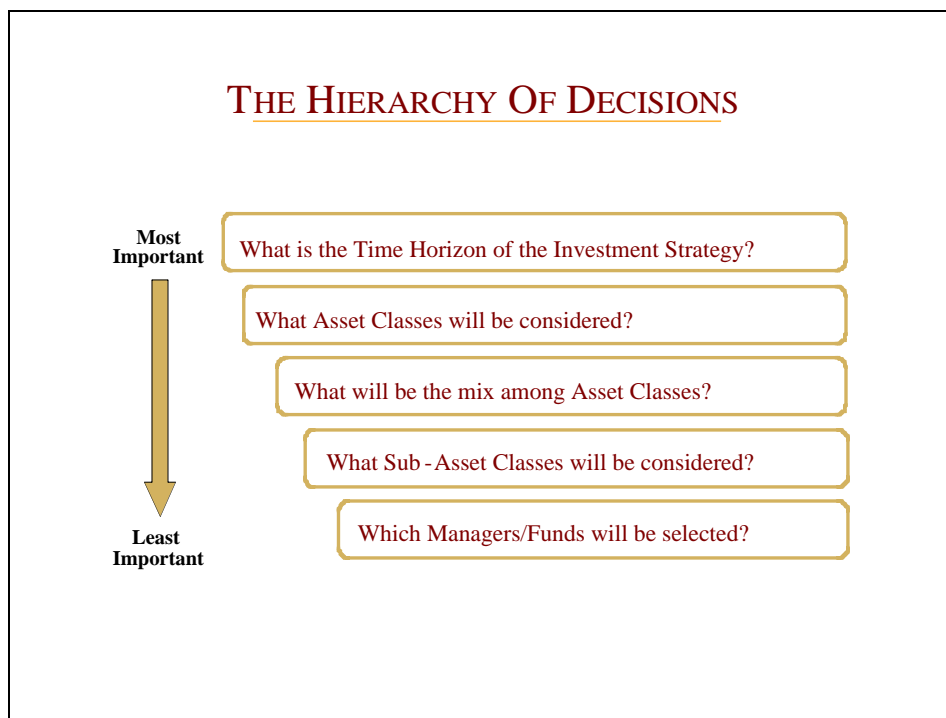 THE HIERARCHY OF DECISIONS
Most
Important
What is the Time Horizon of the Investment Strategy?
What Asset Classes will be considered?
What will be the mix among Asset Classes?
What Sub-Asset Classes will be considered?
Which Managers/Funds will be selected?
Least
Important